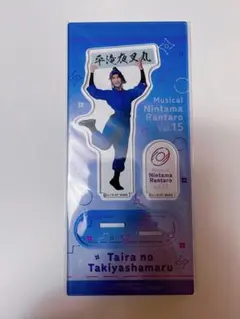 平滝夜叉丸
Musical
Nintama
Rantaro
Vol.15
Nintama
Rantaro
Taira no
Takiyashamaru